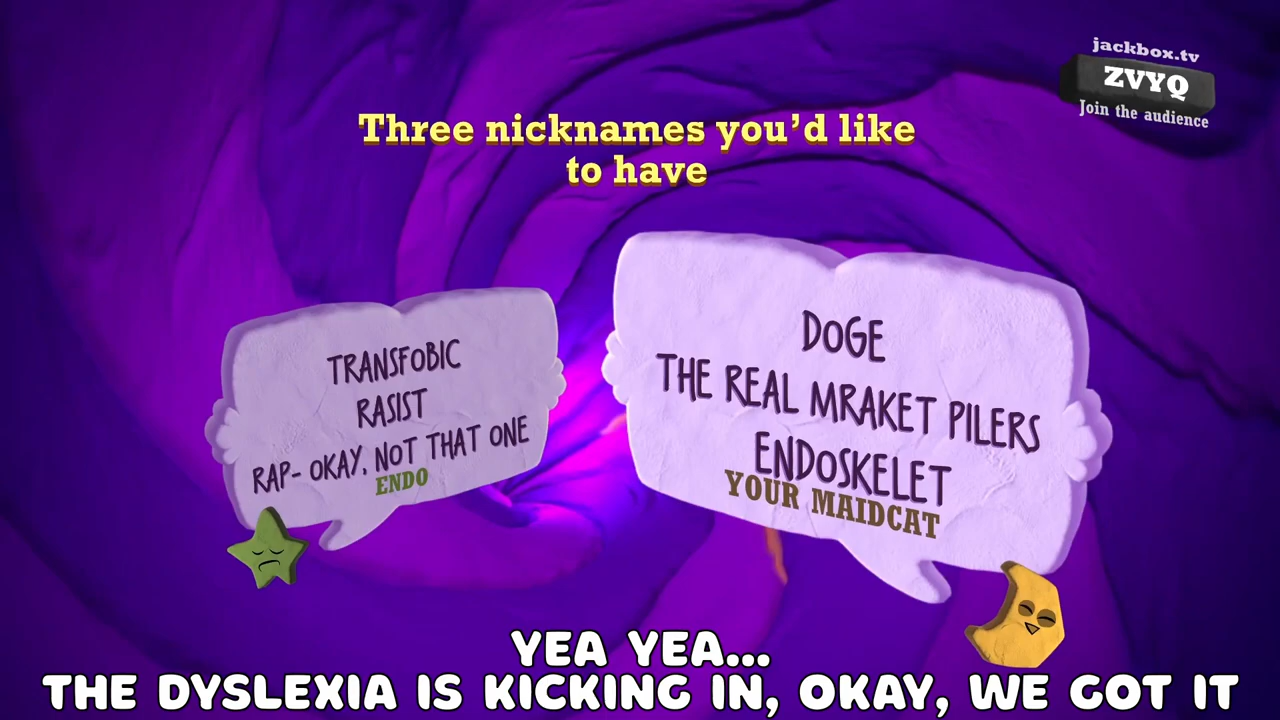 jackbox.tv
ZVYQ
Join the audience
Three nicknames you'd like
to have
TRANSFOBIC
RASIST
RAP- OKAY, NOT THAT ONE
ENDO
DOGE
THE REAL MRAKET PILERS
ENDOSKELET
YOUR MAIDCAT
YEA YEA...
THE DYSLEXIA IS KICKING IN, OKAY, WE GOT IT